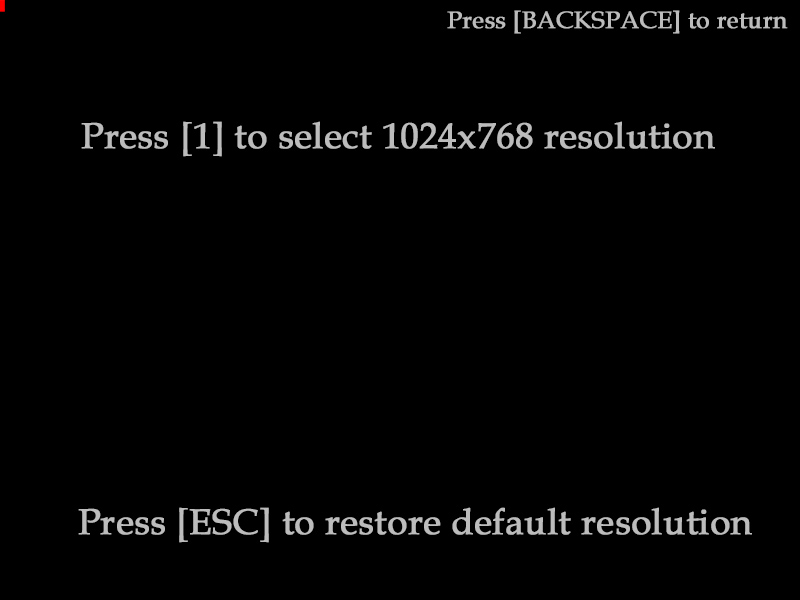 Press [BACKSPACE] to return
Press [1] to select 1024x768 resolution
Press [ESC] to restore default resolution